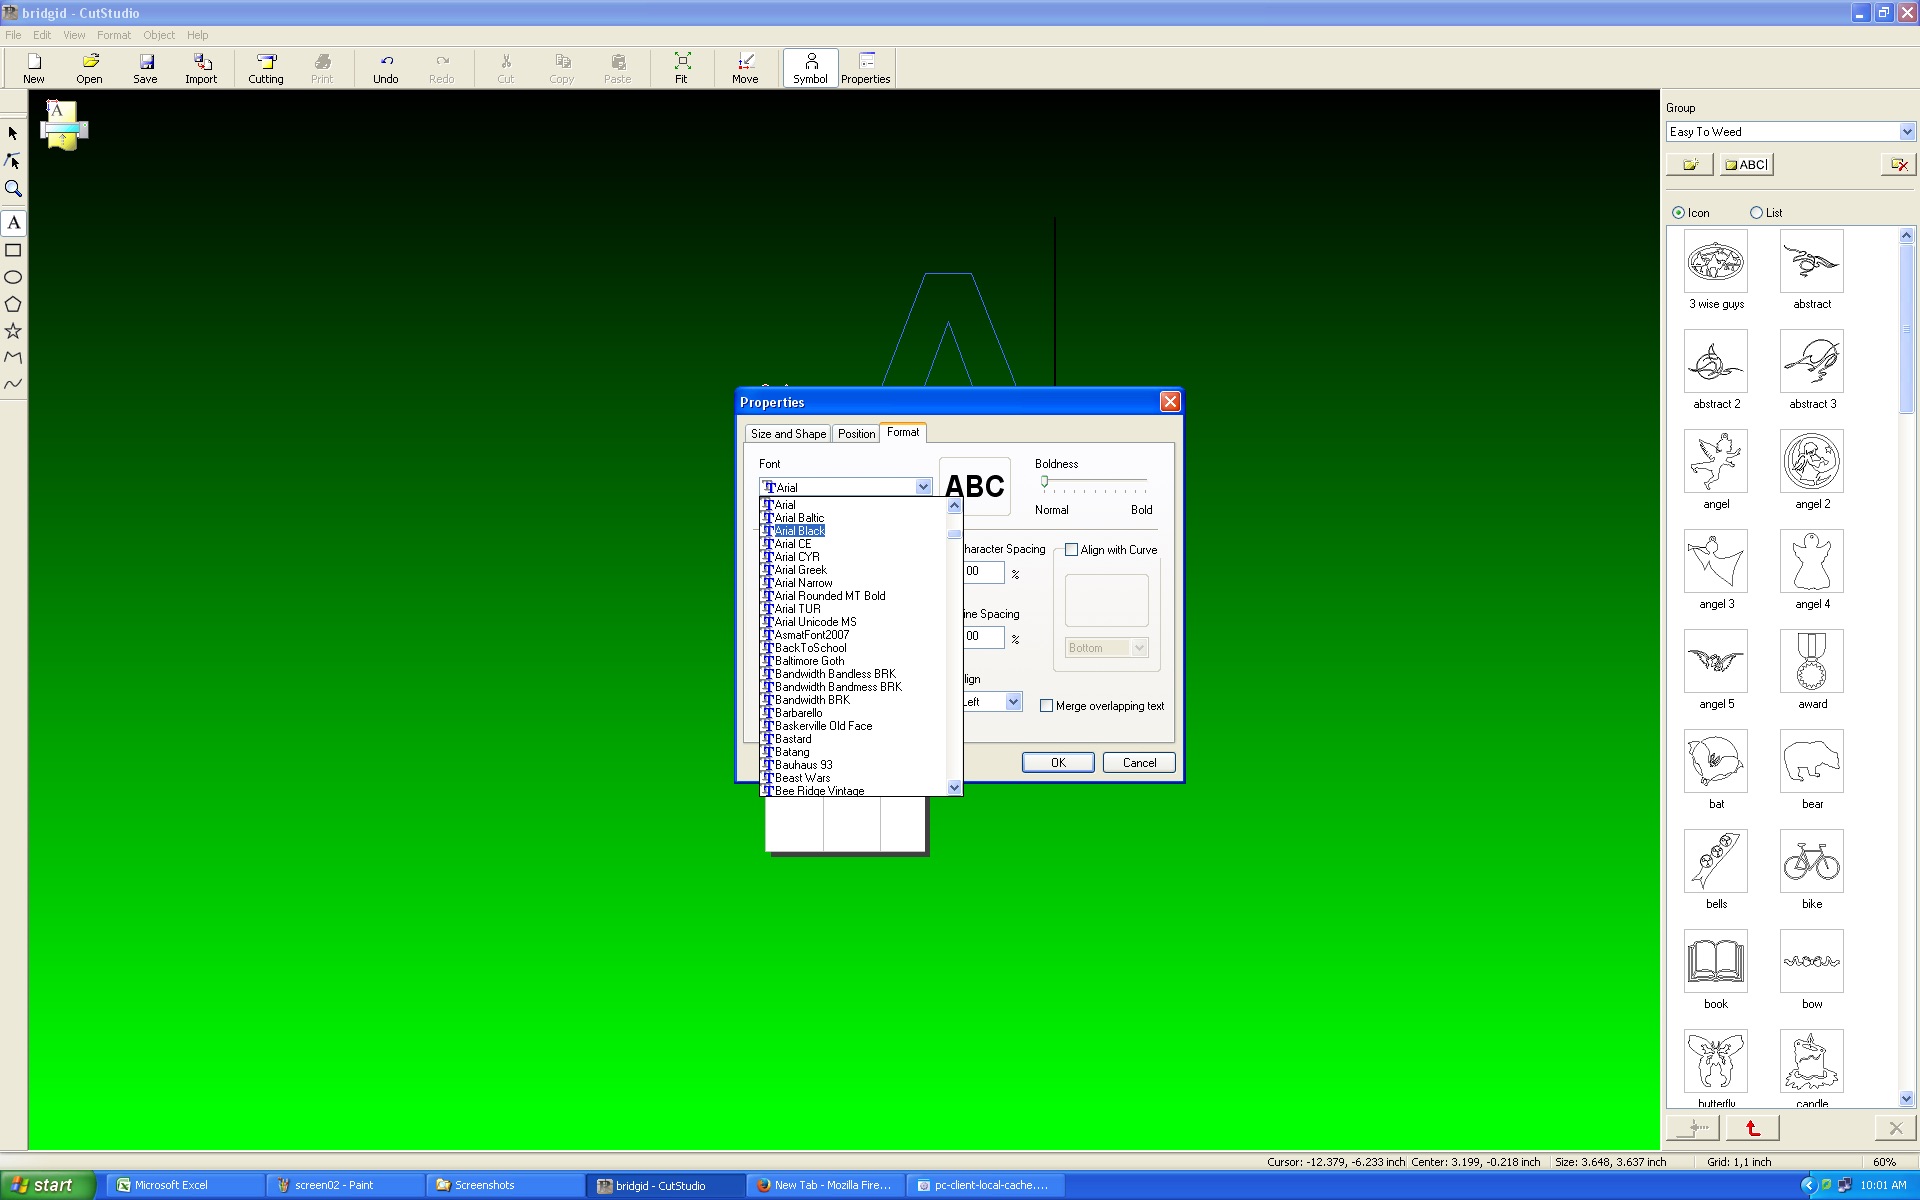 bridgid - CutStudio
File Edit View Format Object Help
New Open Save Import Cutting Print Undo Redo Cut Copy Paste Fit Move Symbol Properties
A
A
Group
Easy To Weed
ABC
Icon List
3 wise guys abstract
abstract 2 abstract 3
angel angel 2
angel 3 angel 4
angel 5 award
bat bear
bells bike
book bow
butterfly candle
Properties
Size and Shape Position Format
Font
Arial
ABC
Boldness
Normal Bold
Arial
Arial Baltic
Arial Black
Arial CE
Arial CYR
Arial Greek
Arial Narrow
Arial Rounded MT Bold
Arial TUR
Arial Unicode MS
AsmatFont2007
BackToSchool
Baltimore Goth
Bandwidth Bandless BRK
Bandwidth Bandmess BRK
Bandwidth BRK
Barbarello
Baskerville Old Face
Bastard
Batang
Bauhaus 93
Beast Wars
Bee Ridge Vintage
haracter Spacing
00 %
ine Spacing
00 %
lign
Left
Align with Curve
Bottom
Merge overlapping text
OK Cancel
Cursor: -12.379, -6.233 inch Center: 3.199, -0.218 inch Size: 3.648, 3.637 inch Grid: 1,1 inch 60%
start Microsoft Excel screen02 - Paint Screenshots bridgid - CutStudio New Tab - Mozilla Fire... pc-client-local-cache.... 10:01 AM